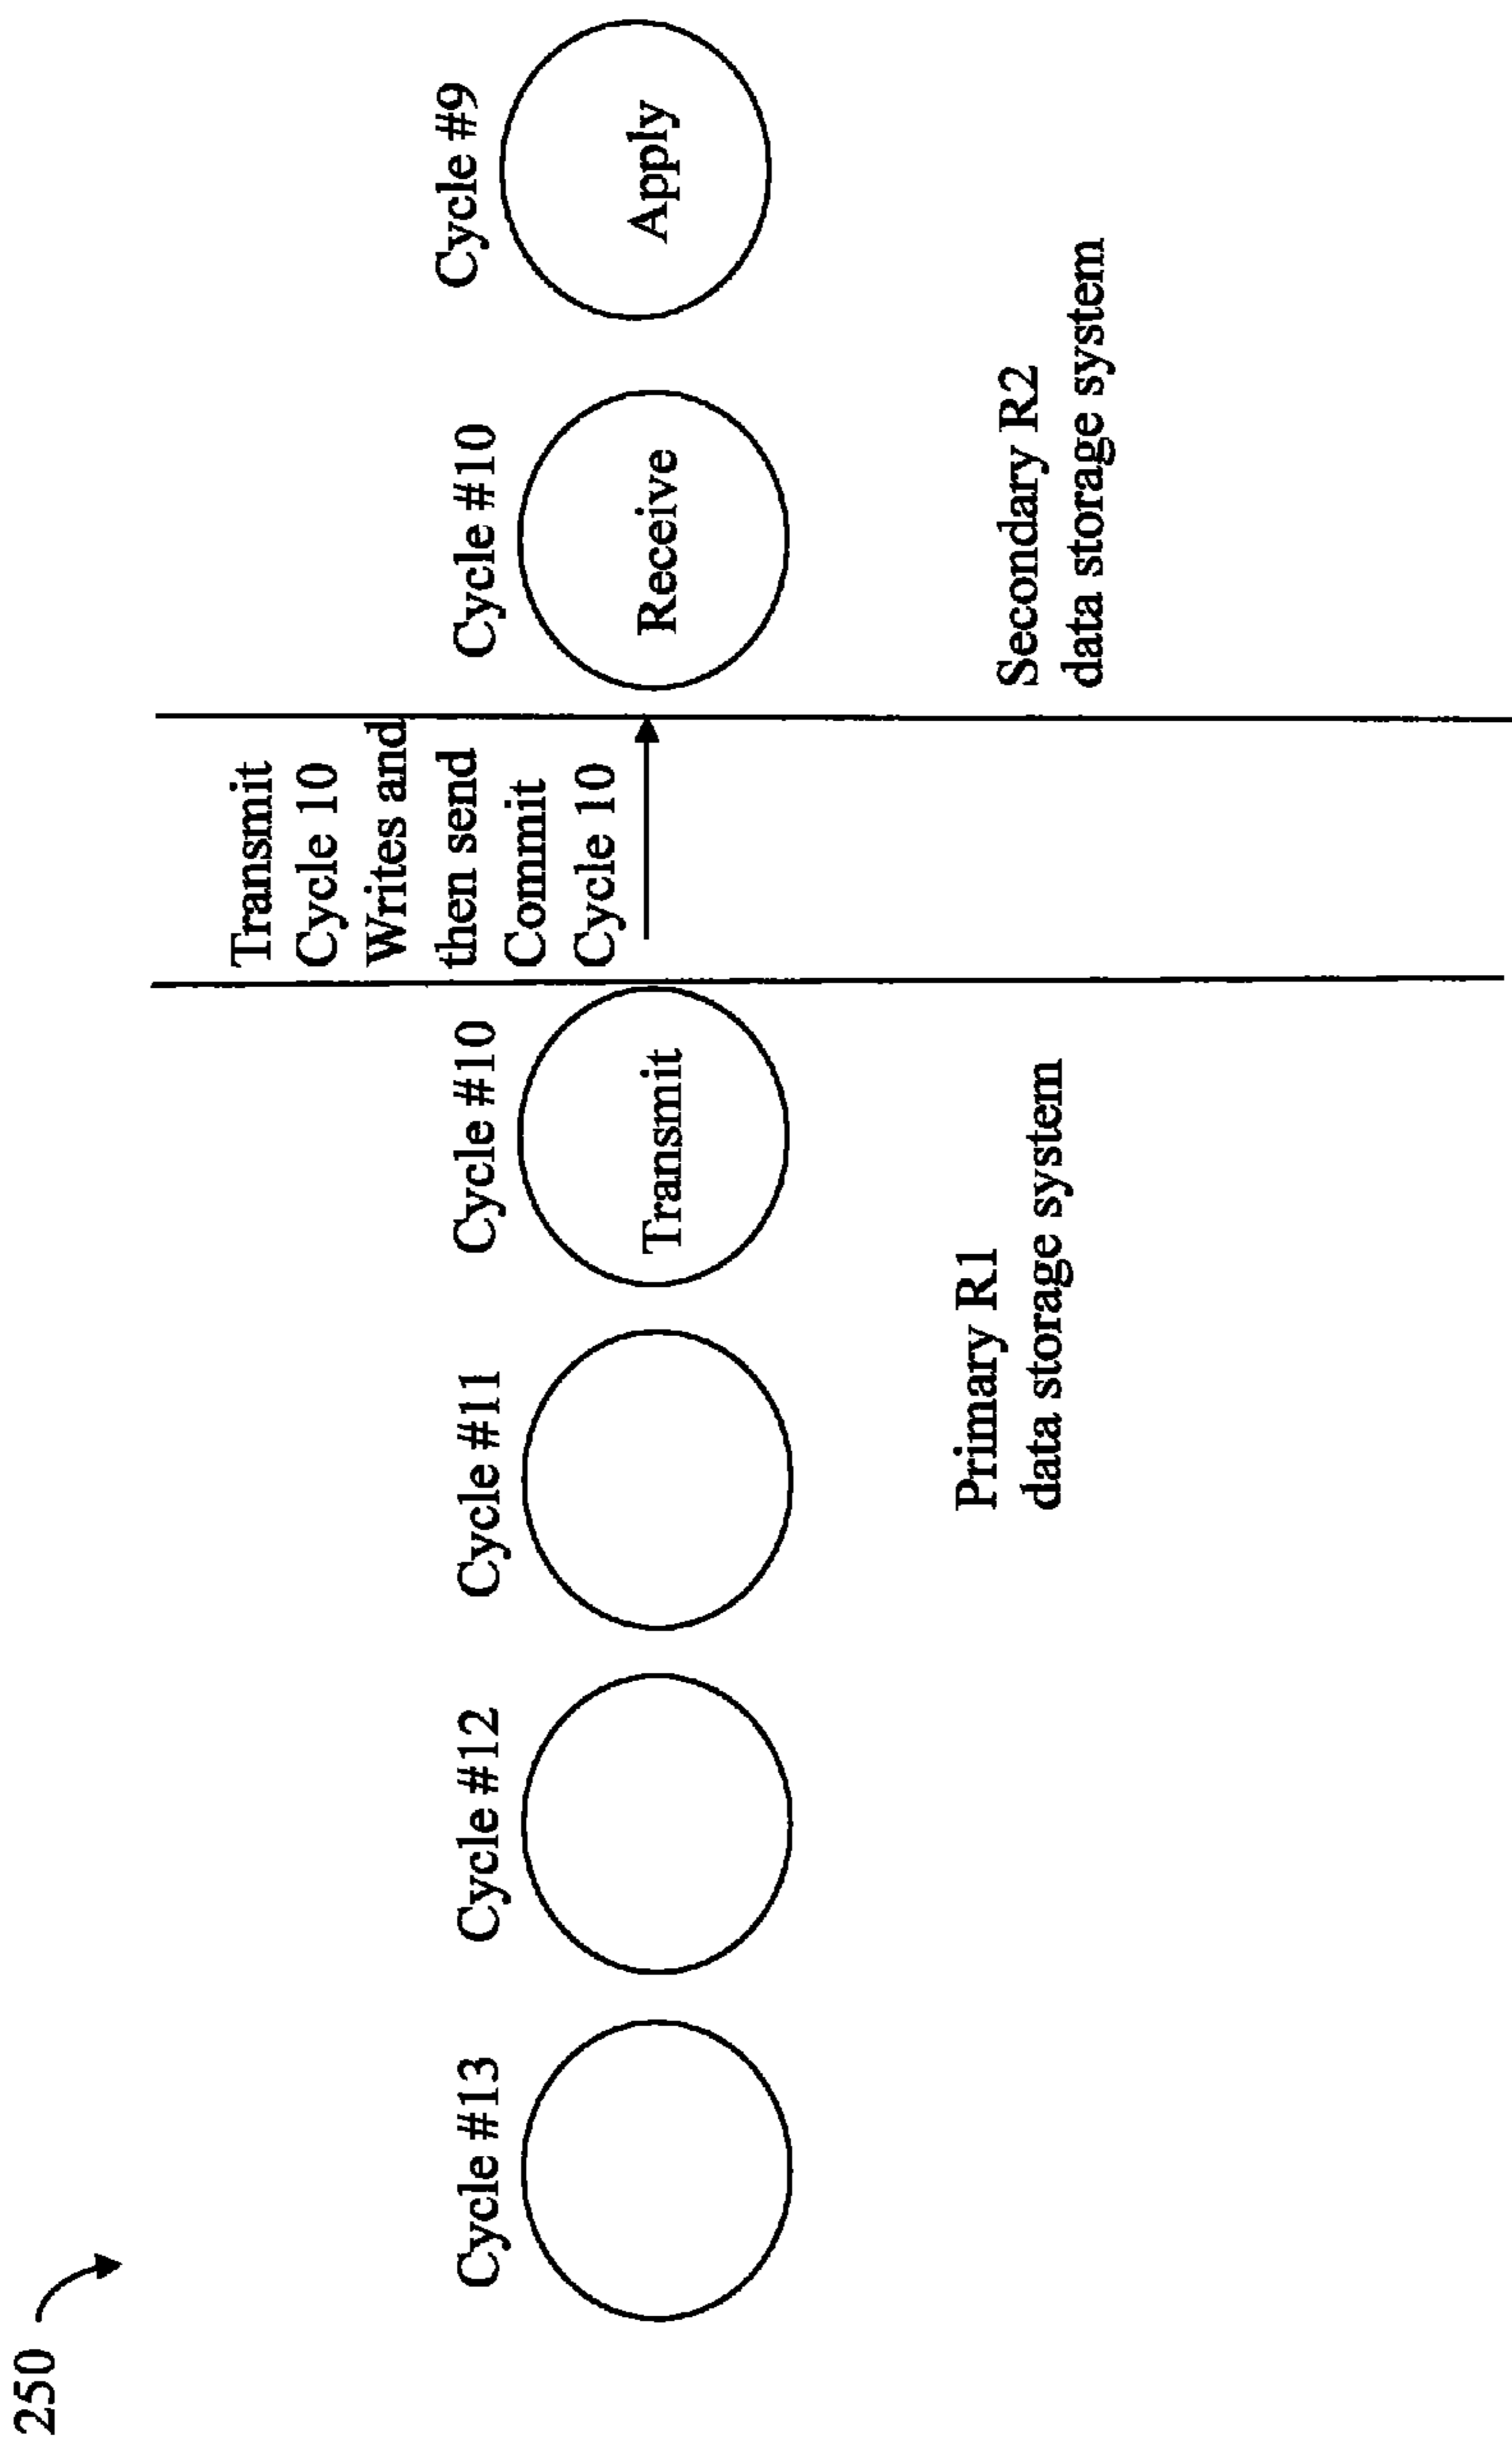 250
Cycle #13
Cycle #12
Cycle #11
Cycle #10
Transmit
Transmit
Cycle 10
Writes and
then send
Commit
Cycle 10
Cycle #10
Receive
Cycle #9
Apply
Primary R1
data storage system
Secondary R2
data storage system